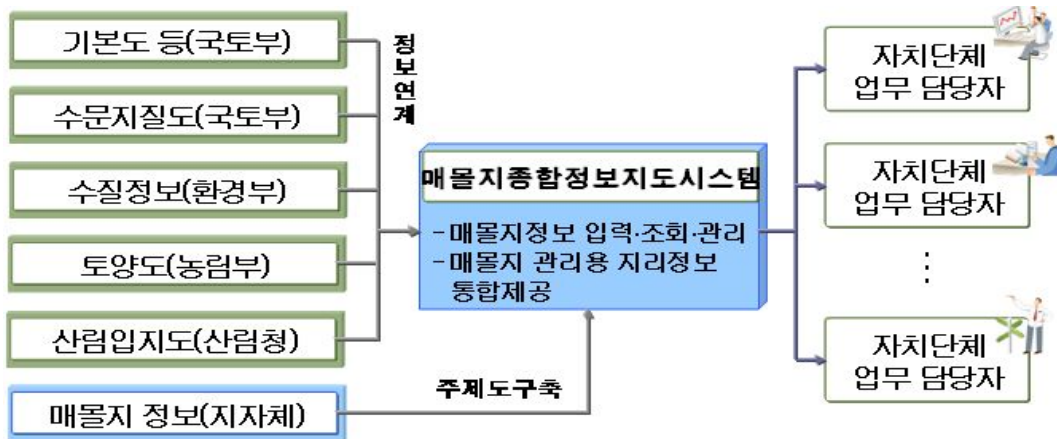 기본도 등(국토부)
수문지질도(국토부)
수질정보(환경부)
토양도(농림부)
산림입지도(산림청)
매몰지 정보(지자체)
정보연계
주제도구축
매몰지종합정보지도시스템
-매몰지정보 입력·조회·관리
-매몰지 관리용 지리정보
통합제공
자치단체
업무 담당자
자치단체
업무 담당자
⋮
자치단체
업무 담당자